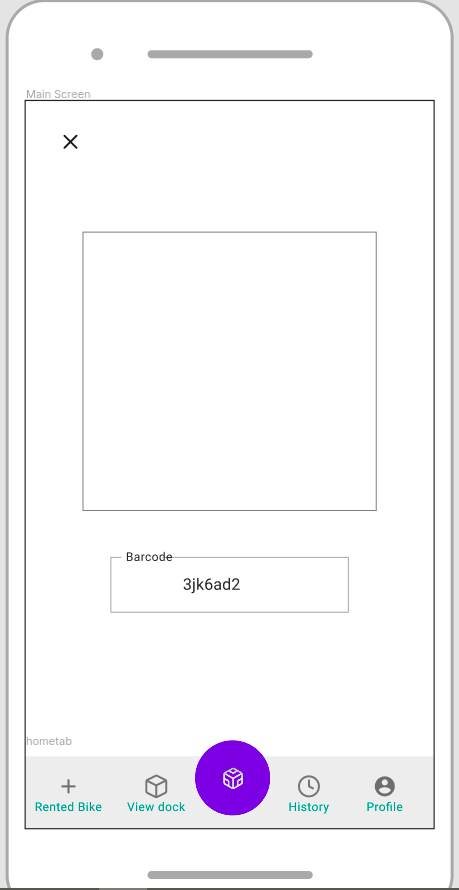 Main Screen
Barcode
3jk6ad2
hometab
Rented Bike
View dock
History
Profile